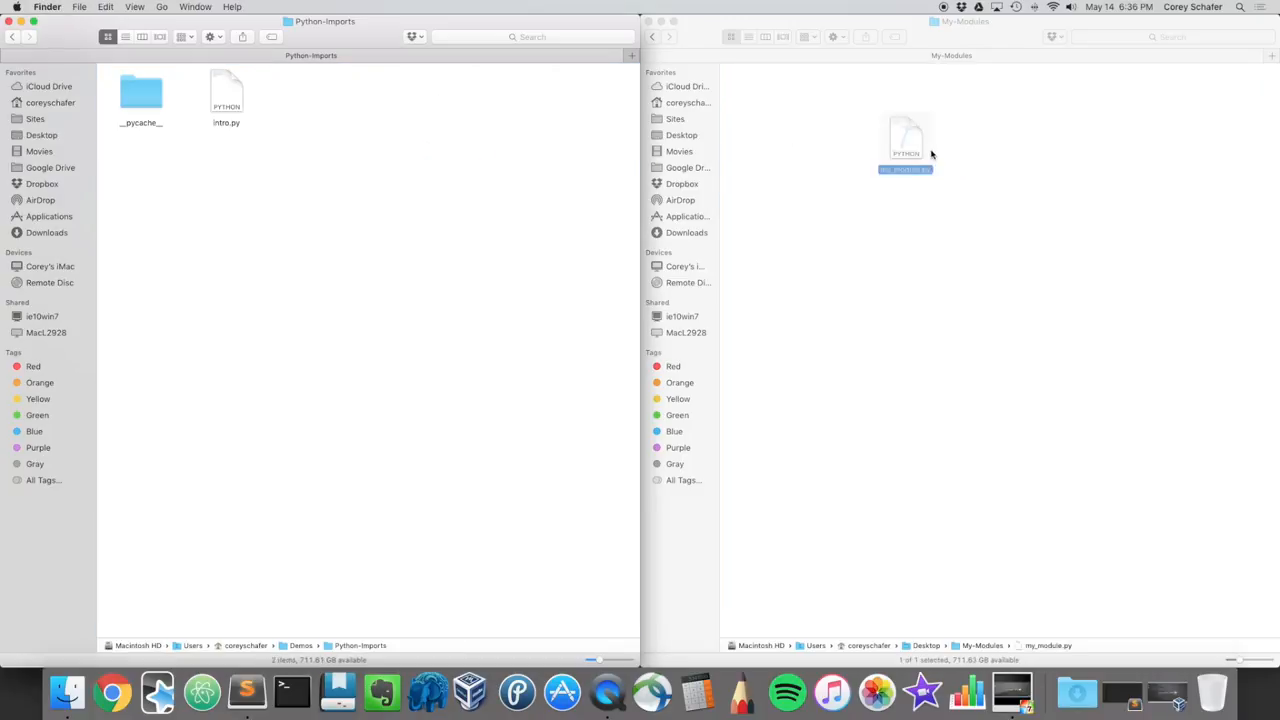 Finder File Edit View Go Window Help May 14 6:36 PM Corey Schafer
Python-Imports
Search
Python-Imports
Favorites
iCloud Drive
coreyschafer
Sites
Desktop
Movies
Google Drive
Dropbox
AirDrop
Applications
Downloads
Devices
Corey's iMac
Remote Disc
Shared
ie10win7
MacL2928
Tags
Red
Orange
Yellow
Green
Blue
Purple
Gray
All Tags...
PYTHON
__pycache__ intro.py
Macintosh HD Users coreyschafer Demos Python-Imports
2 items, 711.61 GB available
My-Modules
Search
My-Modules
Favorites
iCloud Dri...
coreyscha...
Sites
Desktop
Movies
Google Dr...
Dropbox
AirDrop
Applicatio...
Downloads
Devices
Corey's i...
Remote Di...
Shared
ie10win7
MacL2928
Tags
Red
Orange
Yellow
Green
Blue
Purple
Gray
All Tags...
PYTHON
my_module.py
Macintosh HD Users coreyschafer Desktop My-Modules my_module.py
1 of 1 selected, 711.63 GB available